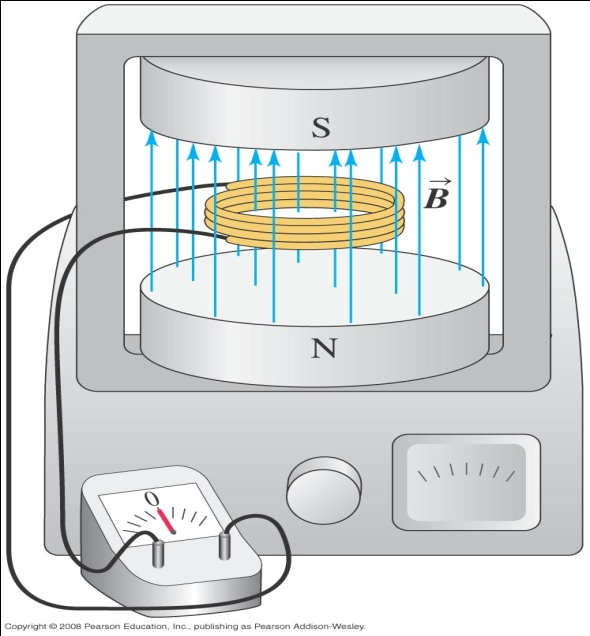 S
B
N
0
Copyright © 2008 Pearson Education, Inc., publishing as Pearson Addison-Wesley.